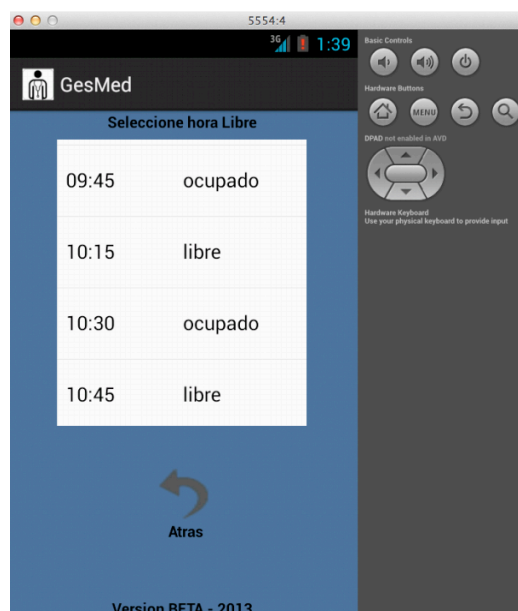 5554:4
3G 1:39
GesMed
Seleccione hora Libre
09:45 ocupado
10:15 libre
10:30 ocupado
10:45 libre
Atras
Version BETA - 2013
Basic Controls
Hardware Buttons
MENU
DPAD not enabled in AVD
Hardware Keyboard
Use your physical keyboard to provide input